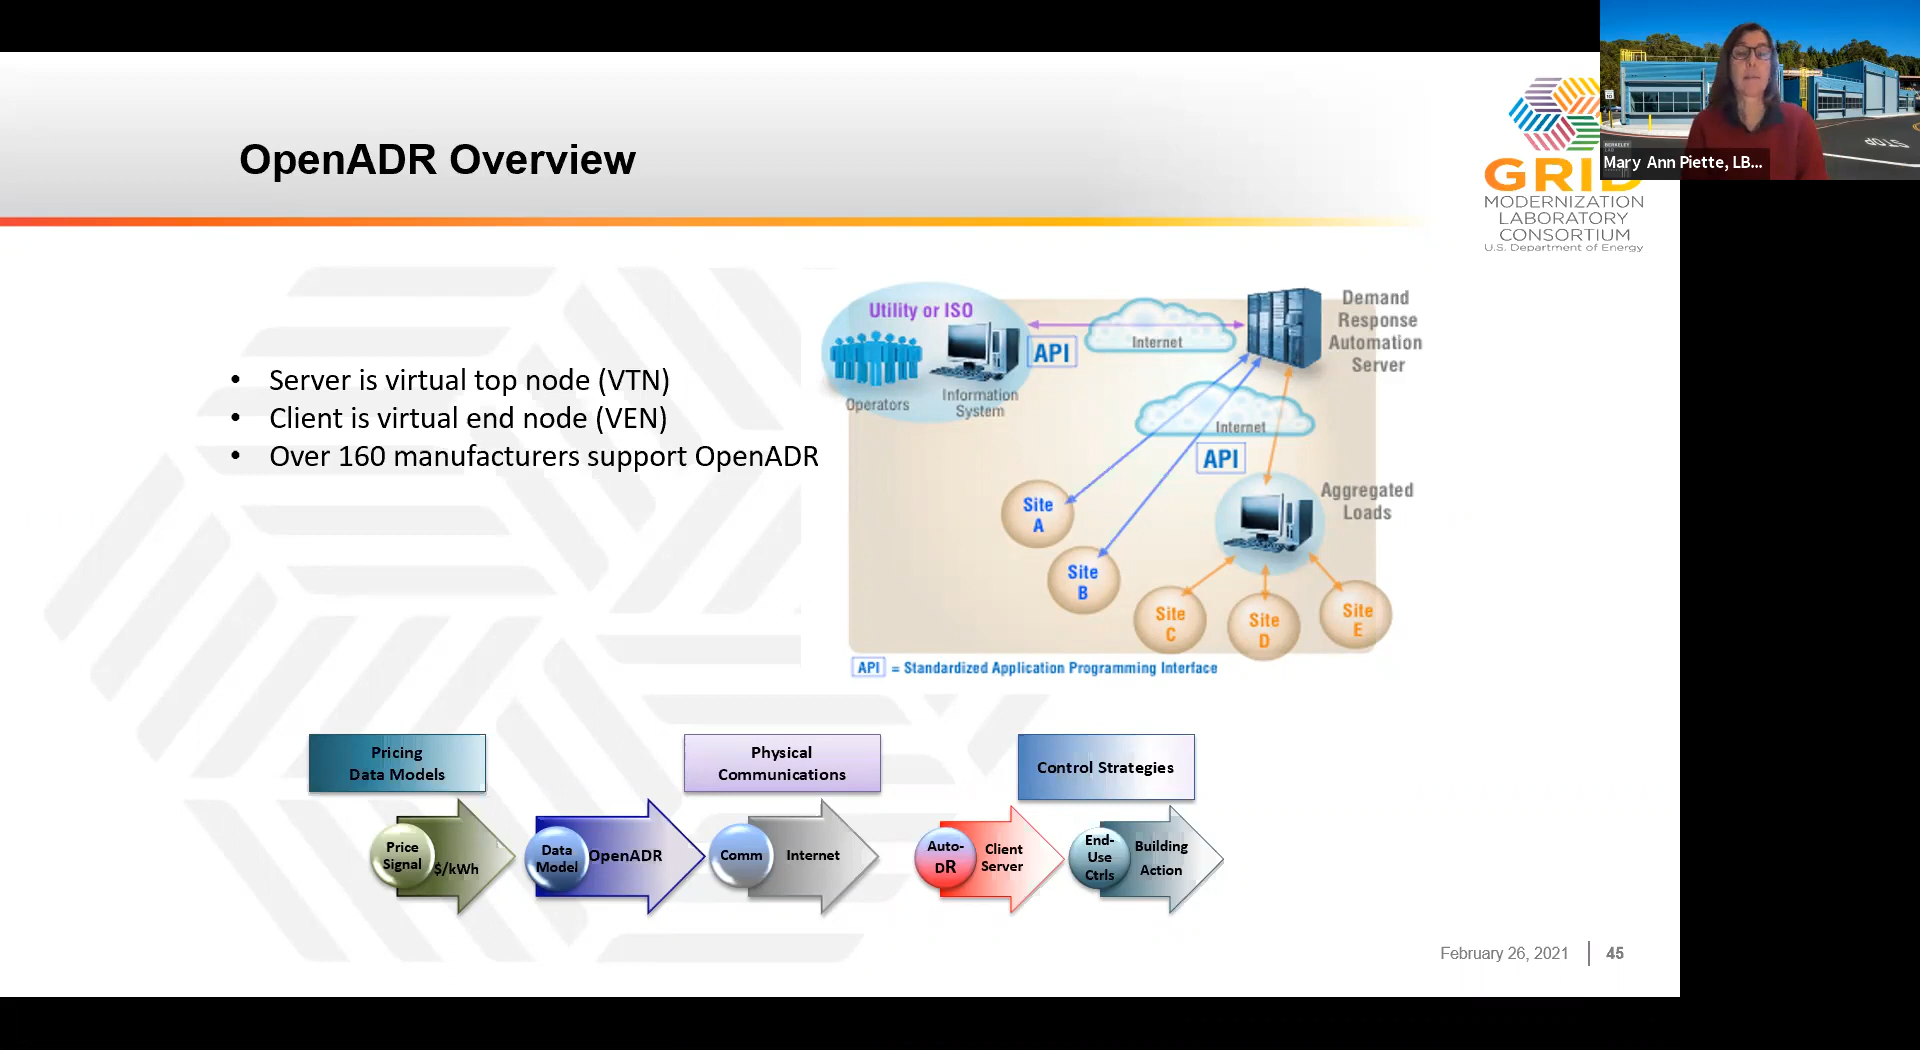 OpenADR Overview
Mary Ann Piette, LB...
MODERNIZATION
LABORATORY
CONSORTIUM
U.S. Department of Energy
• Server is virtual top node (VTN)
• Client is virtual end node (VEN)
• Over 160 manufacturers support OpenADR
Utility or ISO
Operators
Information
System
API
Internet
Demand
Response
Automation
Server
Internet
API
Aggregated
Loads
Site
A
Site
B
Site
C
Site
D
Site
E
API = Standardized Application Programming Interface
Pricing
Data Models
Physical
Communications
Control Strategies
Price
Signal
$/kWh
Data
Model
OpenADR
Comm
Internet
Auto-
DR
Client
Server
End-
Use
Ctrls
Building
Action
February 26, 2021 | 45